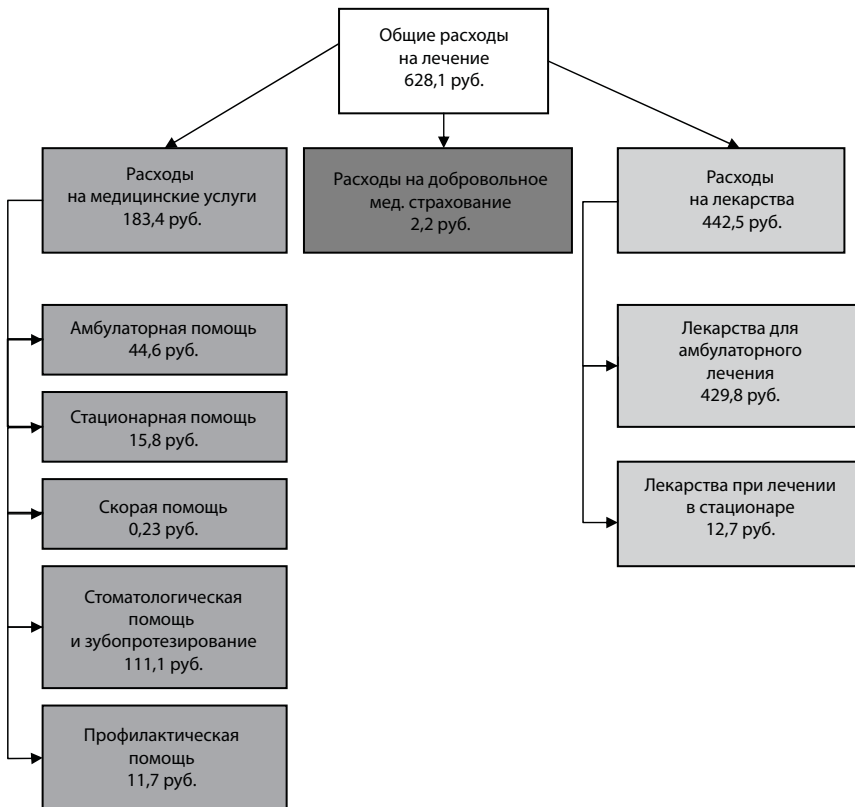 Общие расходы
на лечение
628,1 руб.
Расходы
на медицинские услуги
183,4 руб.
Расходы на добровольное
мед. страхование
2,2 руб.
Расходы
на лекарства
442,5 руб.
Амбулаторная помощь
44,6 руб.
Стационарная помощь
15,8 руб.
Скорая помощь
0,23 руб.
Стоматологическая
помощь
и зубопротезирование
111,1 руб.
Профилактическая
помощь
11,7 руб.
Лекарства для
амбулаторного
лечения
429,8 руб.
Лекарства при лечении
в стационаре
12,7 руб.